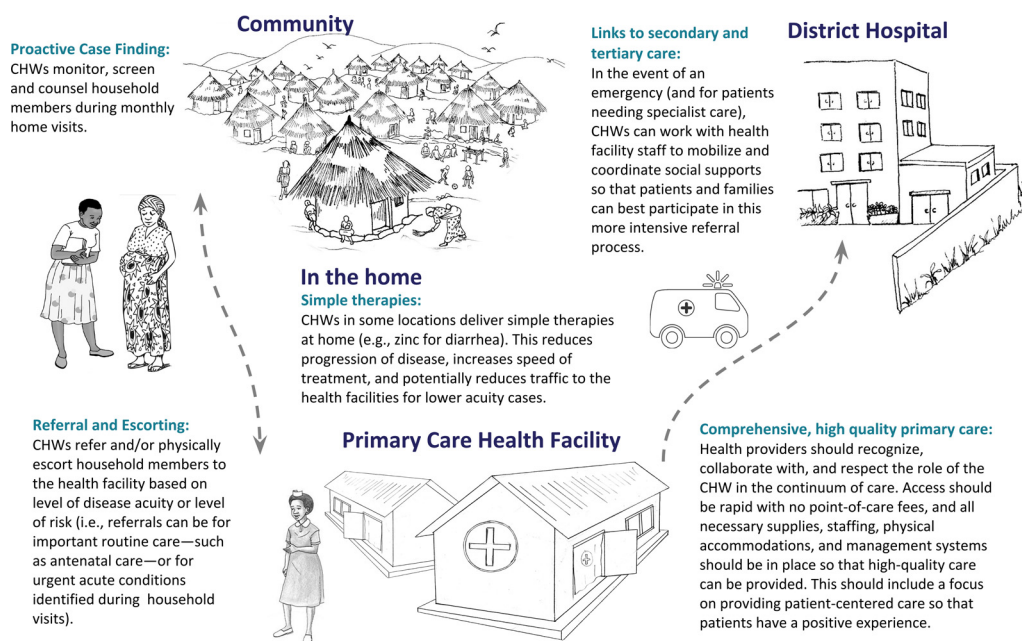 Community
Proactive Case Finding:
CHWs monitor, screen
and counsel household
members during monthly
home visits.
Links to secondary and
tertiary care:
In the event of an
emergency (and for patients
needing specialist care),
CHWs can work with health
facility staff to mobilize and
coordinate social supports
so that patients and families
can best participate in this
more intensive referral
process.
District Hospital
In the home
Simple therapies:
CHWs in some locations deliver simple therapies
at home (e.g., zinc for diarrhea). This reduces
progression of disease, increases speed of
treatment, and potentially reduces traffic to the
health facilities for lower acuity cases.
Referral and Escorting:
CHWs refer and/or physically
escort household members to
the health facility based on
level of disease acuity or level
of risk (i.e., referrals can be for
important routine care—such
as antenatal care—or for
urgent acute conditions
identified during household
visits).
Primary Care Health Facility
Comprehensive, high quality primary care:
Health providers should recognize,
collaborate with, and respect the role of the
CHW in the continuum of care. Access should
be rapid with no point-of-care fees, and all
necessary supplies, staffing, physical
accommodations, and management systems
should be in place so that high-quality care
can be provided. This should include a focus
on providing patient-centered care so that
patients have a positive experience.